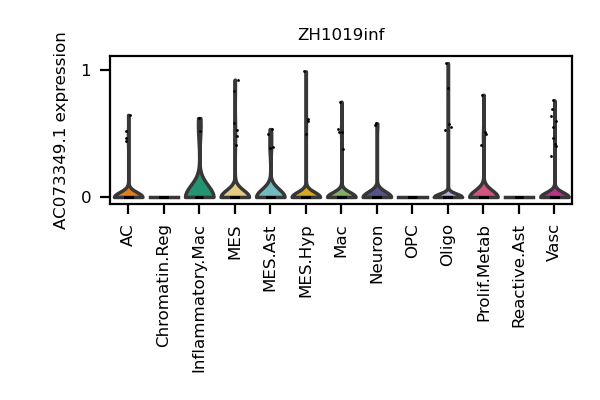 ZH1019inf
AC073349.1 expression
1
0
AC
Chromatin.Reg
Inflammatory.Mac
MES
MES.Ast
MES.Hyp
Mac
Neuron
OPC
Oligo
Prolif.Metab
Reactive.Ast
Vasc